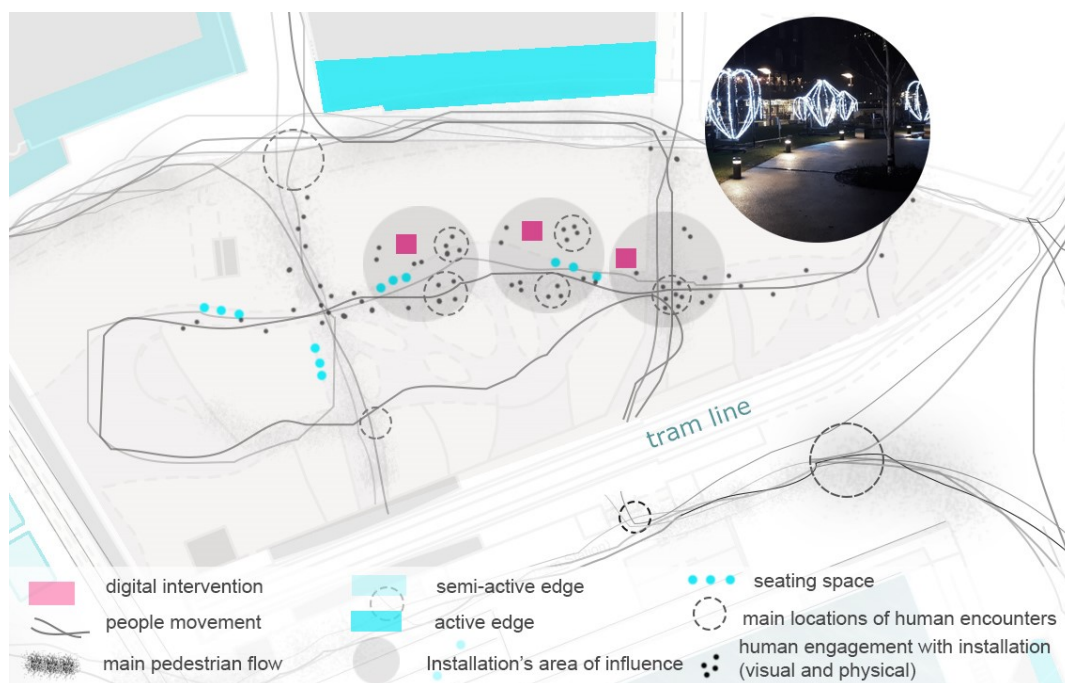 tram line
digital intervention
semi-active edge
seating space
people movement
active edge
main locations of human encounters
main pedestrian flow
Installation's area of influence
human engagement with installation
(visual and physical)